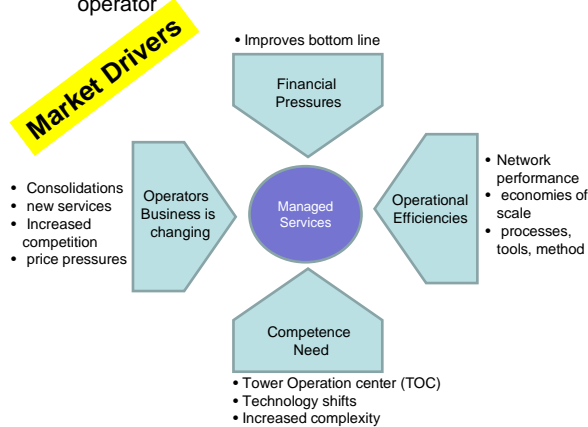 operator
Market Drivers
• Improves bottom line
Financial
Pressures
• Consolidations
• new services
• Increased
competition
• price pressures
Operators
Business is
changing
Managed
Services
Operational
Efficiencies
• Network
performance
• economies of
scale
• processes,
tools, method
Competence
Need
• Tower Operation center (TOC)
• Technology shifts
• Increased complexity